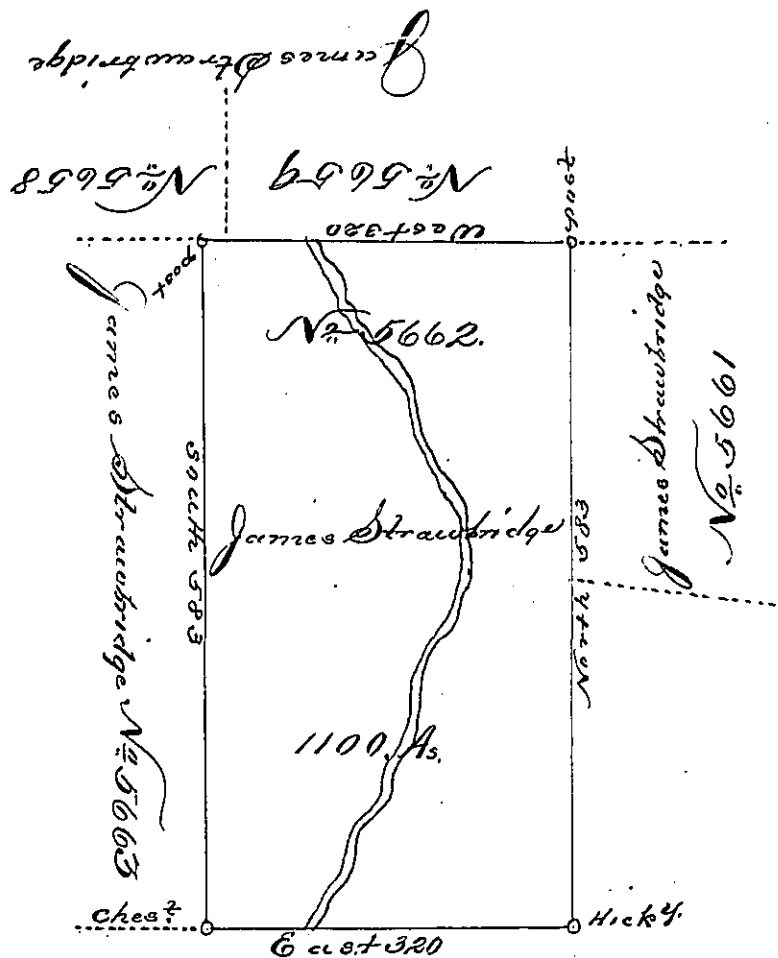 James Strawbridge
No 5658
No 5659
post
West 320
James Strawbridge No 5663
South 583
No 5662.
James Strawbridge
1100. As.
North 583
James Strawbridge
No 5661
Chest
East 320
Hicky.